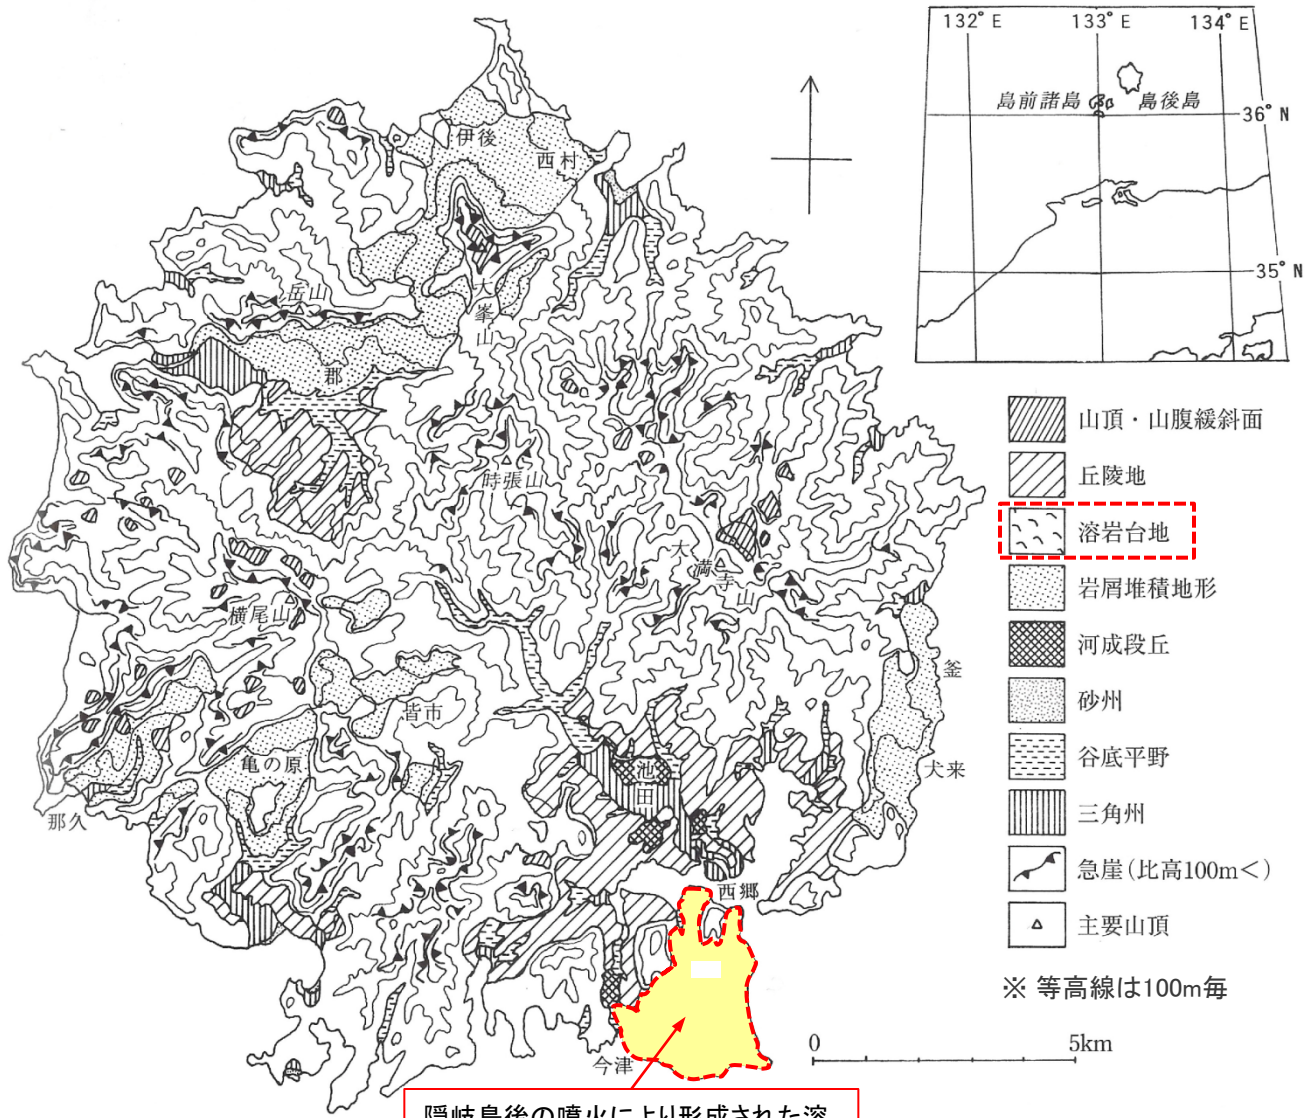 132°E
133°E
134°E
島前諸島
島後島
36°N
35°N
伊後
西村
岳山
大峯山
郡
時張山
大満寺山
横尾山
釜
皆市
亀の原
池田
犬来
那久
西郷
今津
山頂・山腹緩斜面
丘陵地
溶岩台地
岩屑堆積地形
河成段丘
砂州
谷底平野
三角州
急崖(比高100m<)
主要山頂
※ 等高線は100m毎
0
5km
隠岐島後の噴火により形成された溶